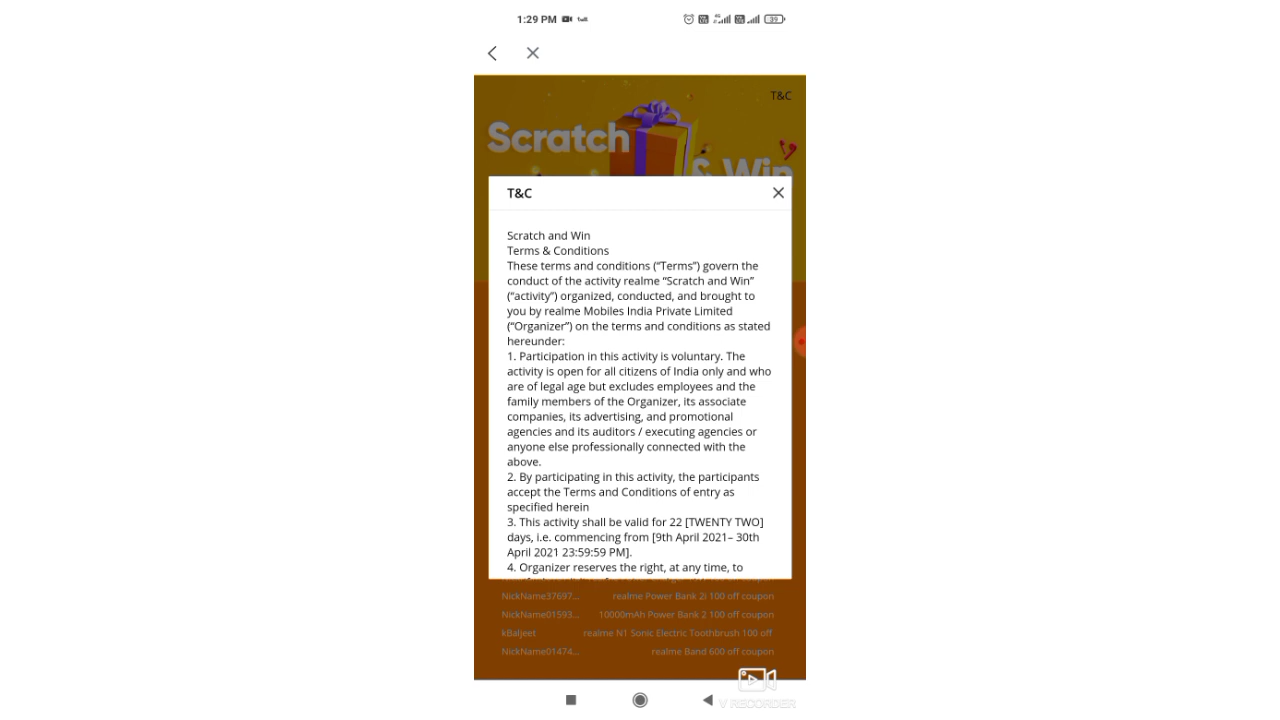 1:29 PM
39
T&C
Scratch
& Win
T&C
Scratch and Win
Terms & Conditions
These terms and conditions (“Terms”) govern the
conduct of the activity realme “Scratch and Win”
(“activity”) organized, conducted, and brought to
you by realme Mobiles India Private Limited
(“Organizer”) on the terms and conditions as stated
hereunder:
1. Participation in this activity is voluntary. The
activity is open for all citizens of India only and who
are of legal age but excludes employees and the
family members of the Organizer, its associate
companies, its advertising, and promotional
agencies and its auditors / executing agencies or
anyone else professionally connected with the
above.
2. By participating in this activity, the participants
accept the Terms and Conditions of entry as
specified herein
3. This activity shall be valid for 22 [TWENTY TWO]
days, i.e. commencing from [9th April 2021– 30th
April 2021 23:59:59 PM].
4. Organizer reserves the right, at any time, to
NickName37697... realme Power Bank 2i 100 off coupon
NickName01593... 10000mAh Power Bank 2 100 off coupon
kBaljeet realme N1 Sonic Electric Toothbrush 100 off
NickName01474... realme Band 600 off coupon
V RECORDER